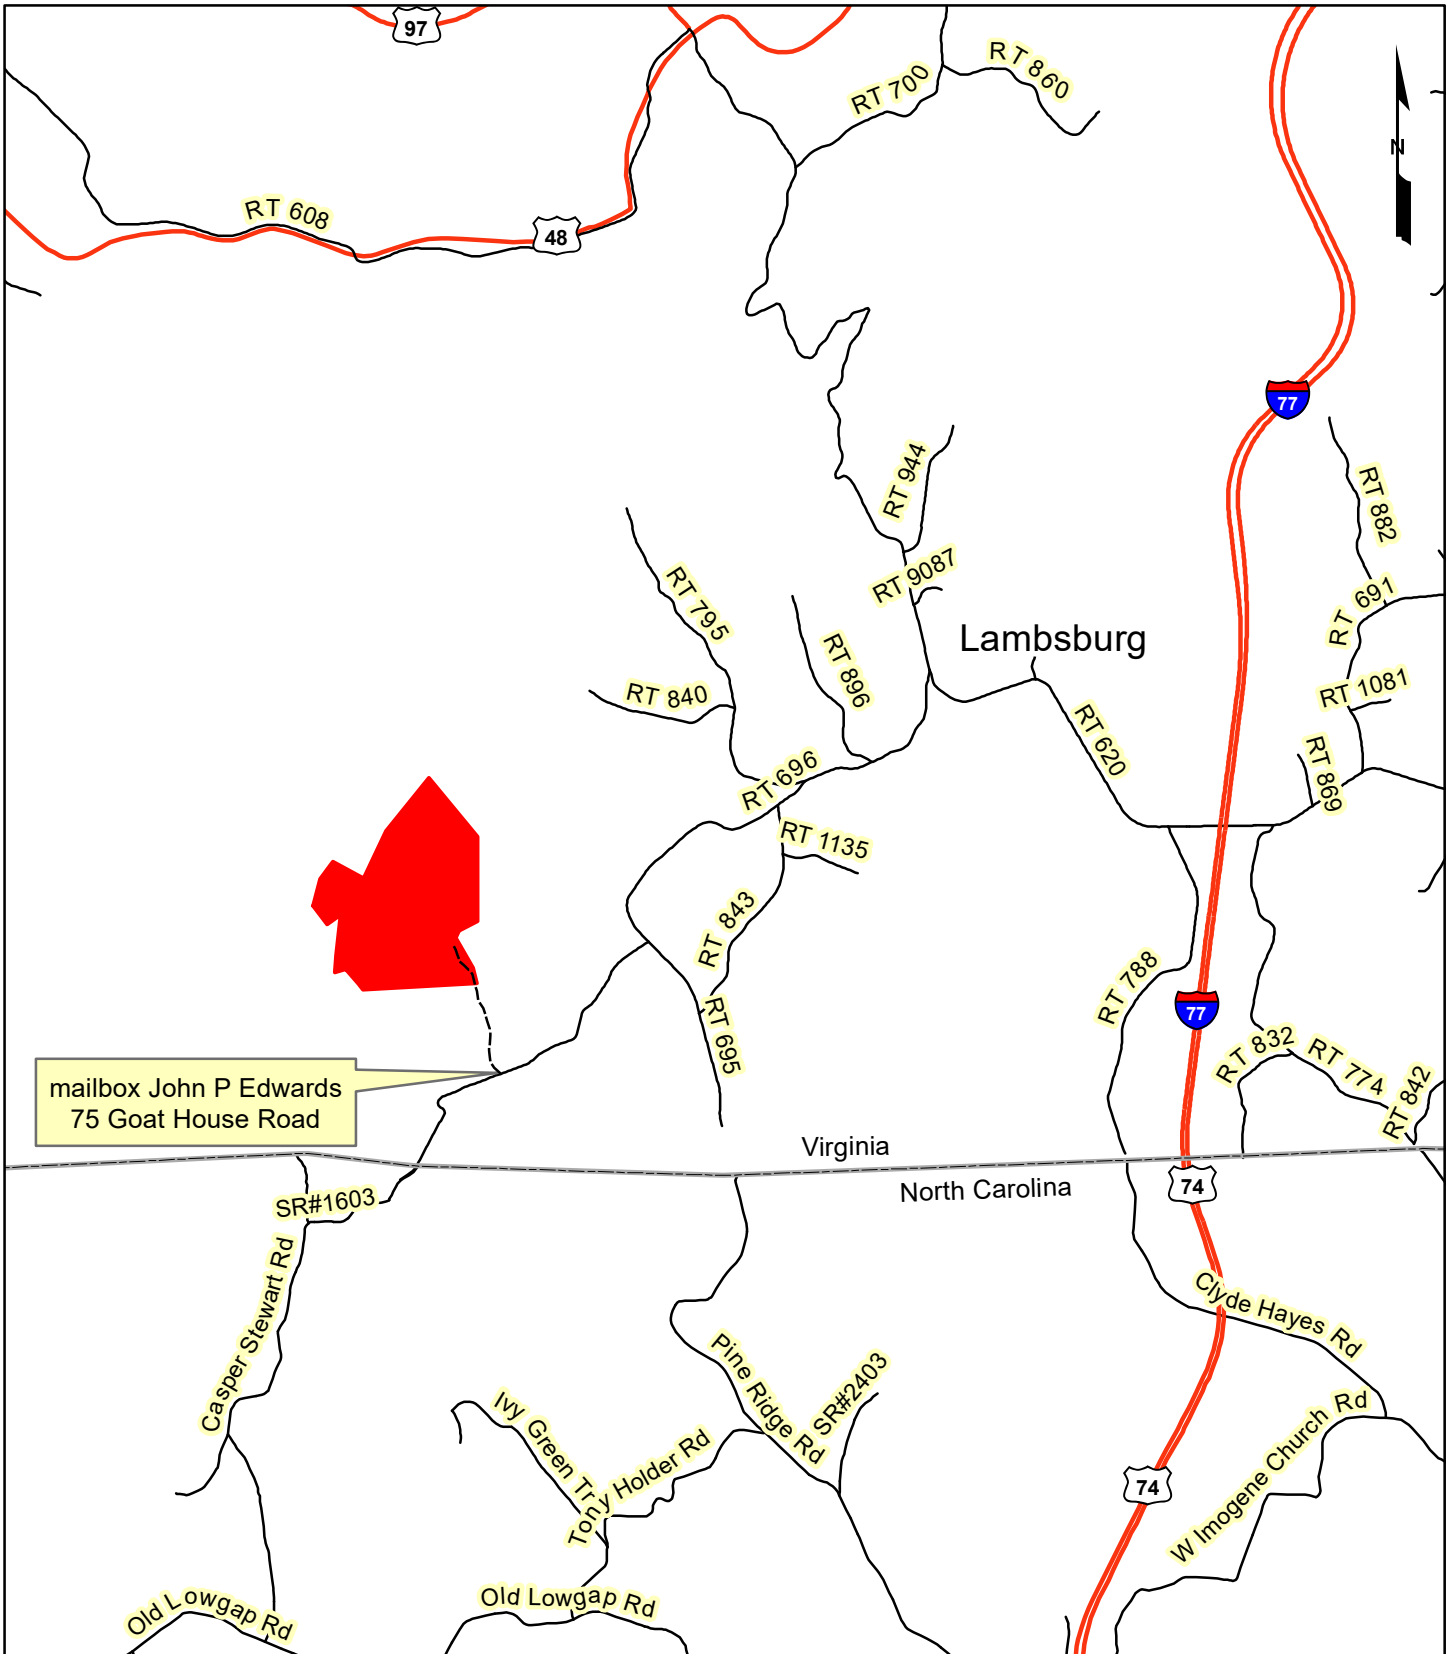 97
RT 700
RT 860
N
RT 608
48
77
RT 944
RT 882
RT 9087
RT 691
RT 795
Lambsburg
RT 896
RT 840
RT 1081
RT 620
RT 696
RT 869
RT 1135
RT 843
RT 788
77
RT 695
RT 832
RT 774
RT 842
mailbox John P Edwards
75 Goat House Road
Virginia
North Carolina
74
SR#1603
Casper Stewart Rd
Clyde Hayes Rd
Pine Ridge Rd
SR#2403
Ivy Green Tr
Tony Holder Rd
W Imogene Church Rd
74
Old Lowgap Rd
Old Lowgap Rd